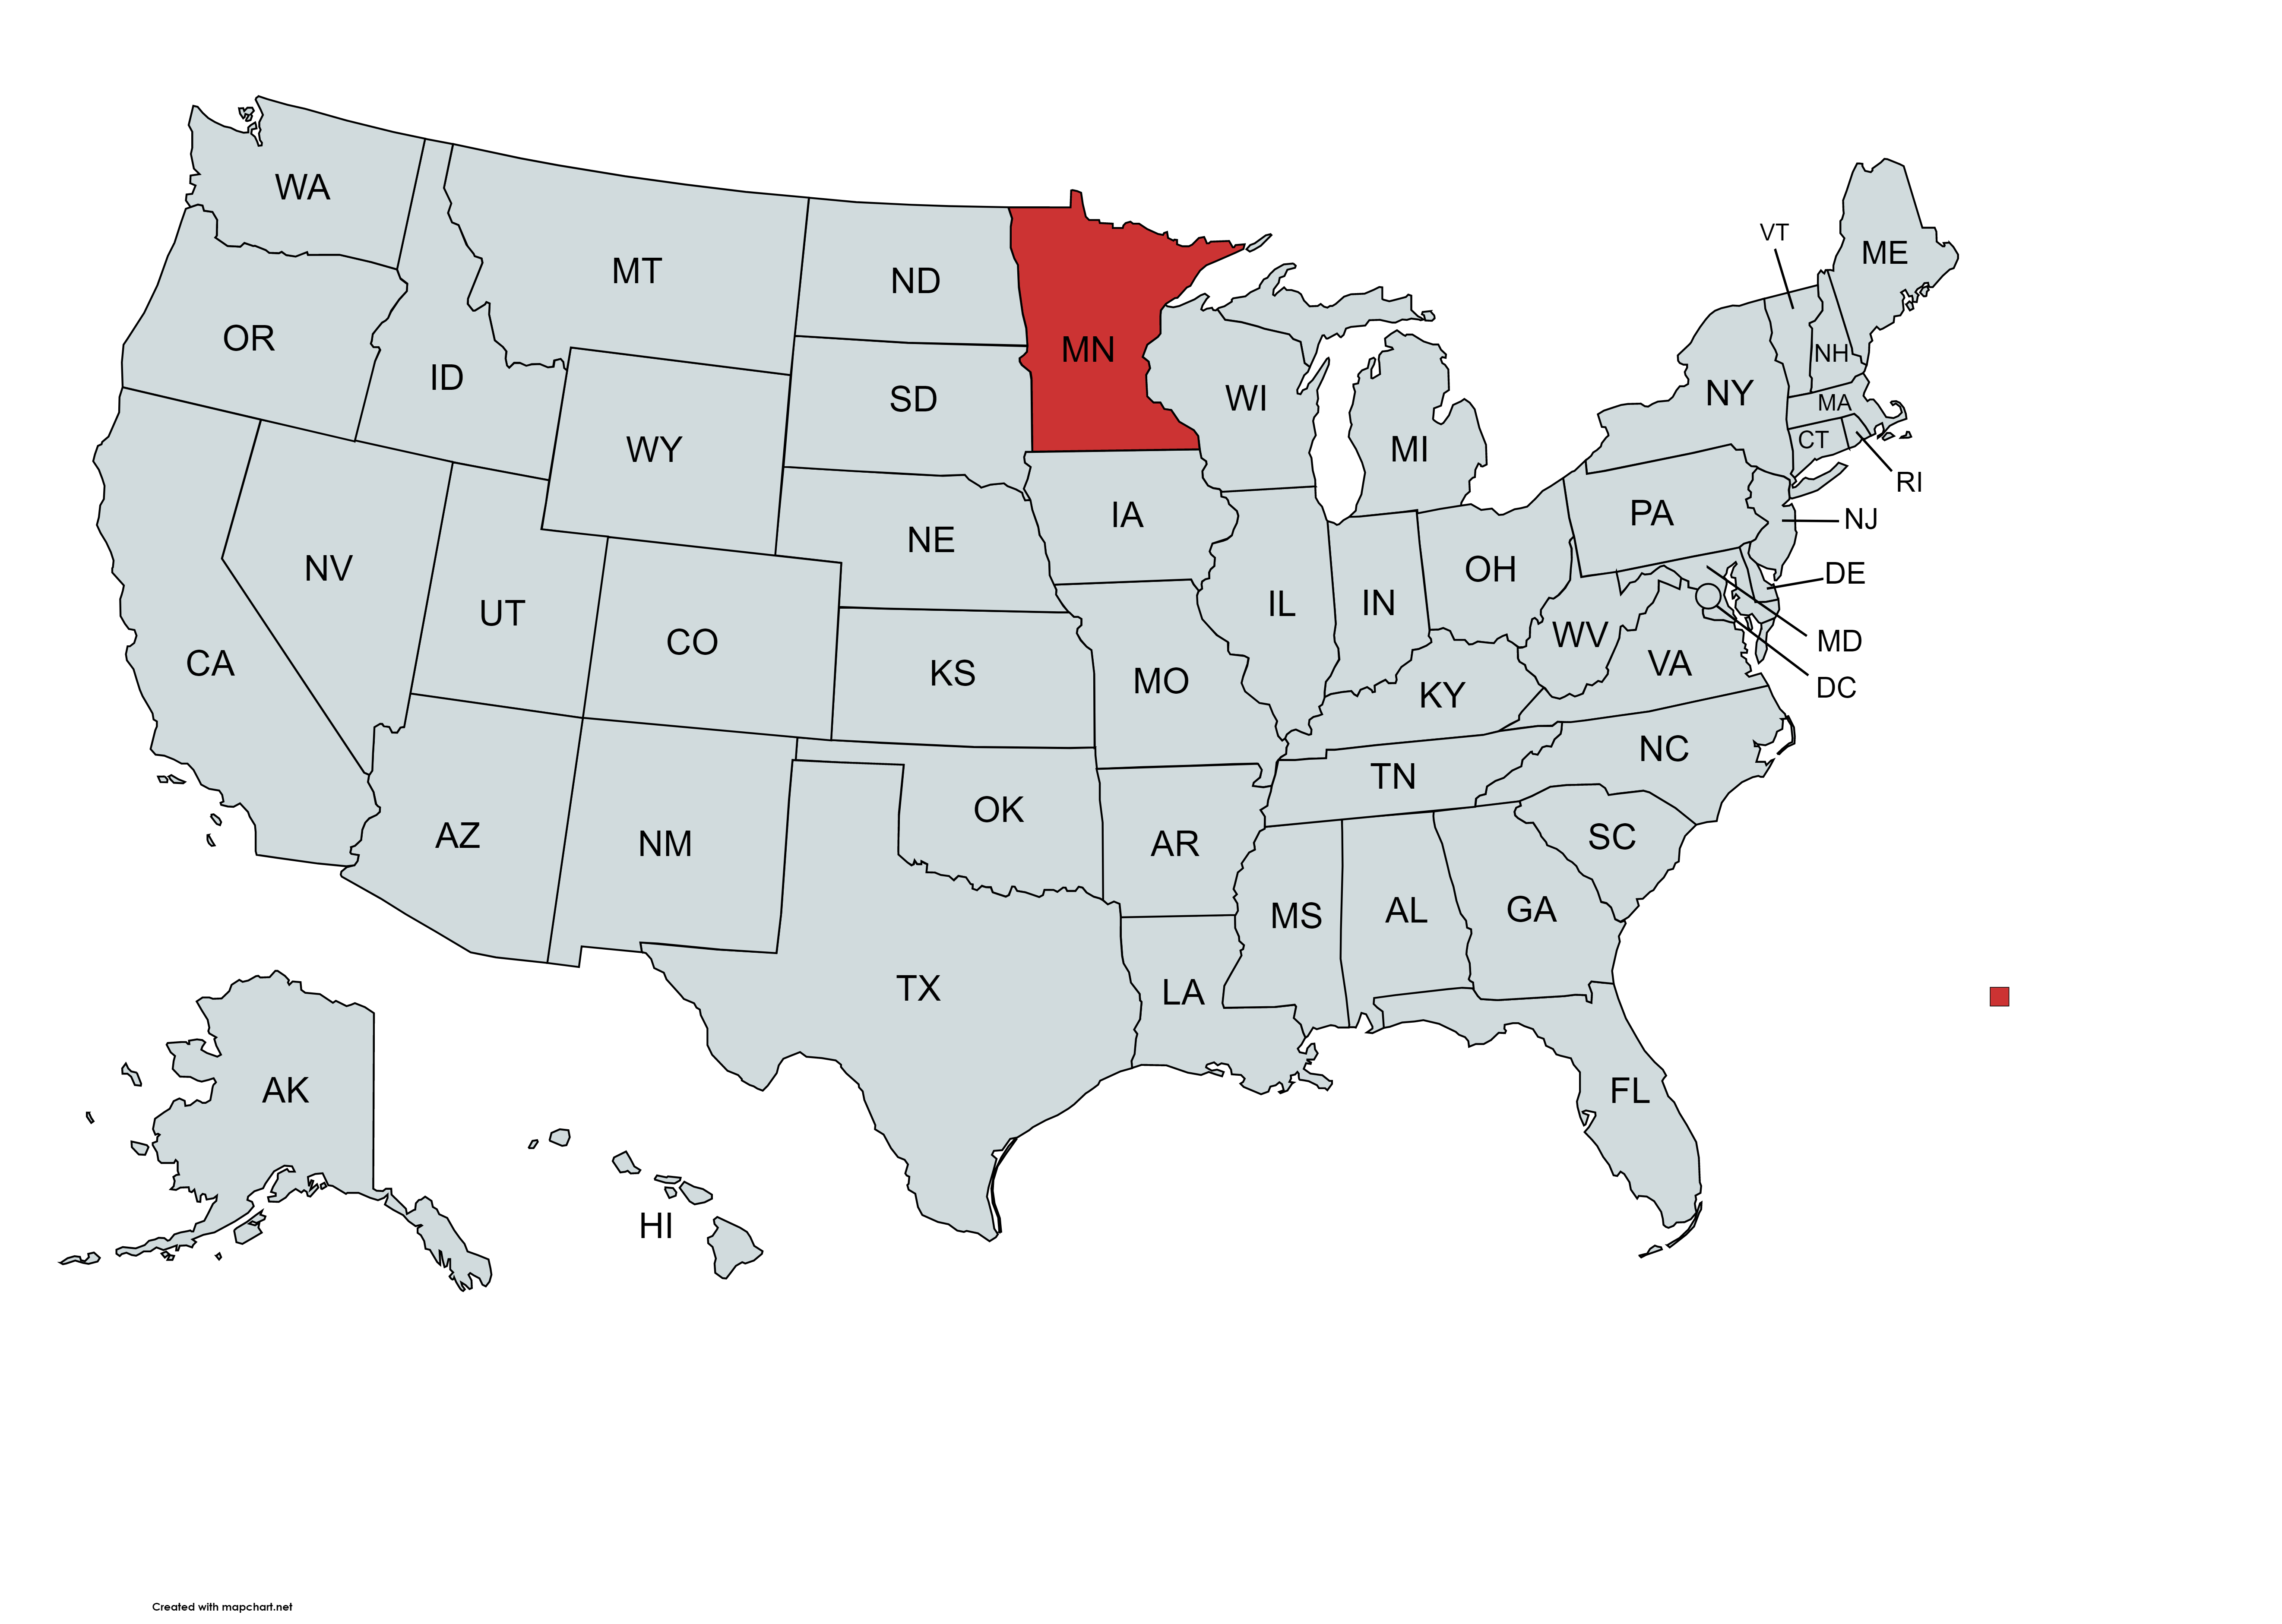 WA
VT
ME
MT
ND
OR
MN
NH
ID
SD
WI
NY
MA
WY
MI
CT
RI
PA
IA
NJ
NE
NV
OH
DE
UT
IL
IN
CO
WV
MD
CA
KS
MO
KY
VA
DC
NC
TN
OK
AZ
NM
AR
SC
MS
AL
GA
TX
LA
AK
FL
HI
Created with mapchart.net